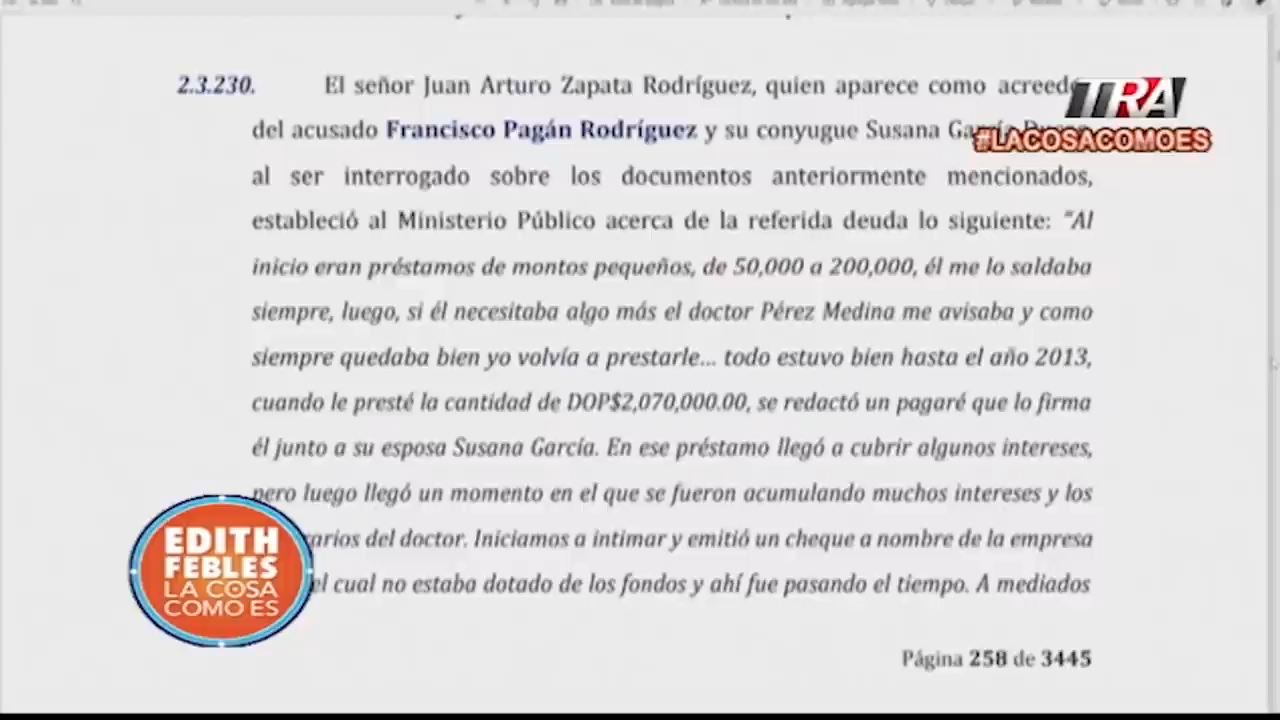 2.3.230. El señor Juan Arturo Zapata Rodríguez, quien aparece como
TRA
del acusado Francisco Pagán Rodríguez y su conyugue Susana
#LACOSACOMOES
al ser interrogado sobre los documentos anteriormente mencionados,
estableció al Ministerio Público acerca de la referida deuda lo siguiente: "Al
inicio eran préstamos de montos pequeños, de 50,000 a 200,000, él me lo saldaba
siempre, luego, si él necesitaba algo más el doctor Pérez Medina me avisaba y como
siempre quedaba bien yo volvía a prestarle... todo estuvo bien hasta el año 2013,
cuando le presté la cantidad de DOP$2,070,000.00, se redactó un pagaré que lo firma
él junto a su esposa Susana García. En ese préstamo llegó a cubrir algunos intereses,
pero luego llegó un momento en el que se fueron acumulando muchos intereses y los
del doctor. Iniciamos a intimar y emitió un cheque a nombre de la empresa
el cual no estaba dotado de los fondos y ahí fue pasando el tiempo. A mediados
EDITH
FEBLES
LA COSA
COMO ES
Página 258 de 3445